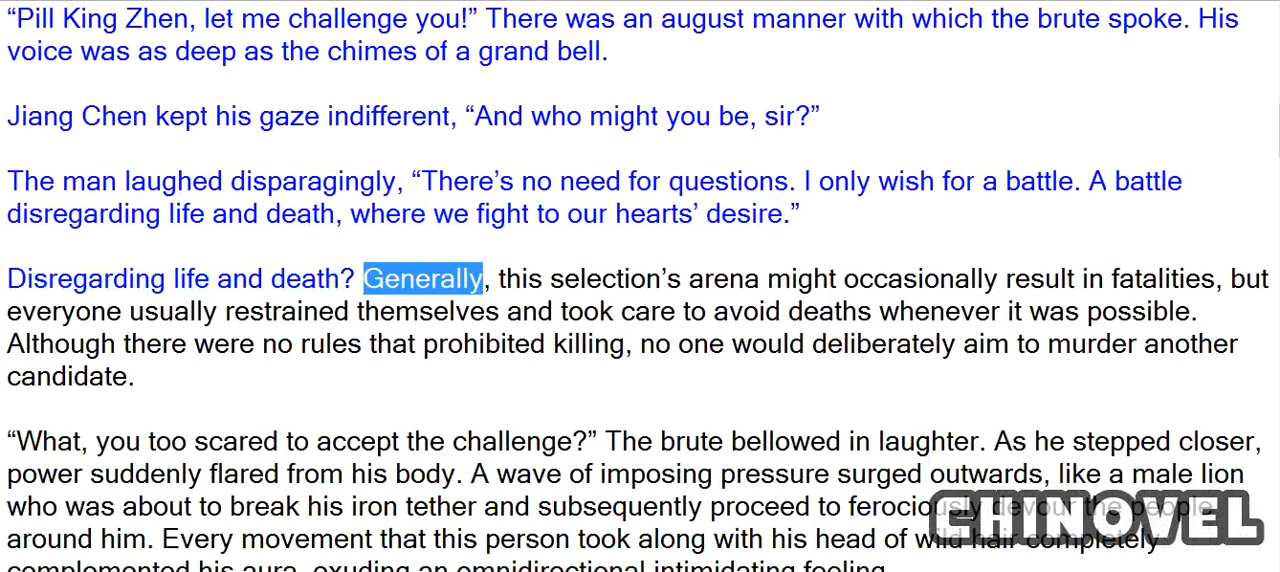 “Pill King Zhen, let me challenge you!” There was an august manner with which the brute spoke. His
voice was as deep as the chimes of a grand bell.
Jiang Chen kept his gaze indifferent, “And who might you be, sir?”
The man laughed disparagingly, “There’s no need for questions. I only wish for a battle. A battle
disregarding life and death, where we fight to our hearts’ desire.”
Disregarding life and death? Generally, this selection’s arena might occasionally result in fatalities, but
everyone usually restrained themselves and took care to avoid deaths whenever it was possible.
Although there were no rules that prohibited killing, no one would deliberately aim to murder another
candidate.
“What, you too scared to accept the challenge?” The brute bellowed in laughter. As he stepped closer,
power suddenly flared from his body. A wave of imposing pressure surged outwards, like a male lion
who was about to break his iron tether and subsequently proceed to ferociously devour the people
around him. Every movement that this person took along with his head of wild hair completely
complemented his aura, exuding an omnidirectional intimidating feeling.
CHINOVEL